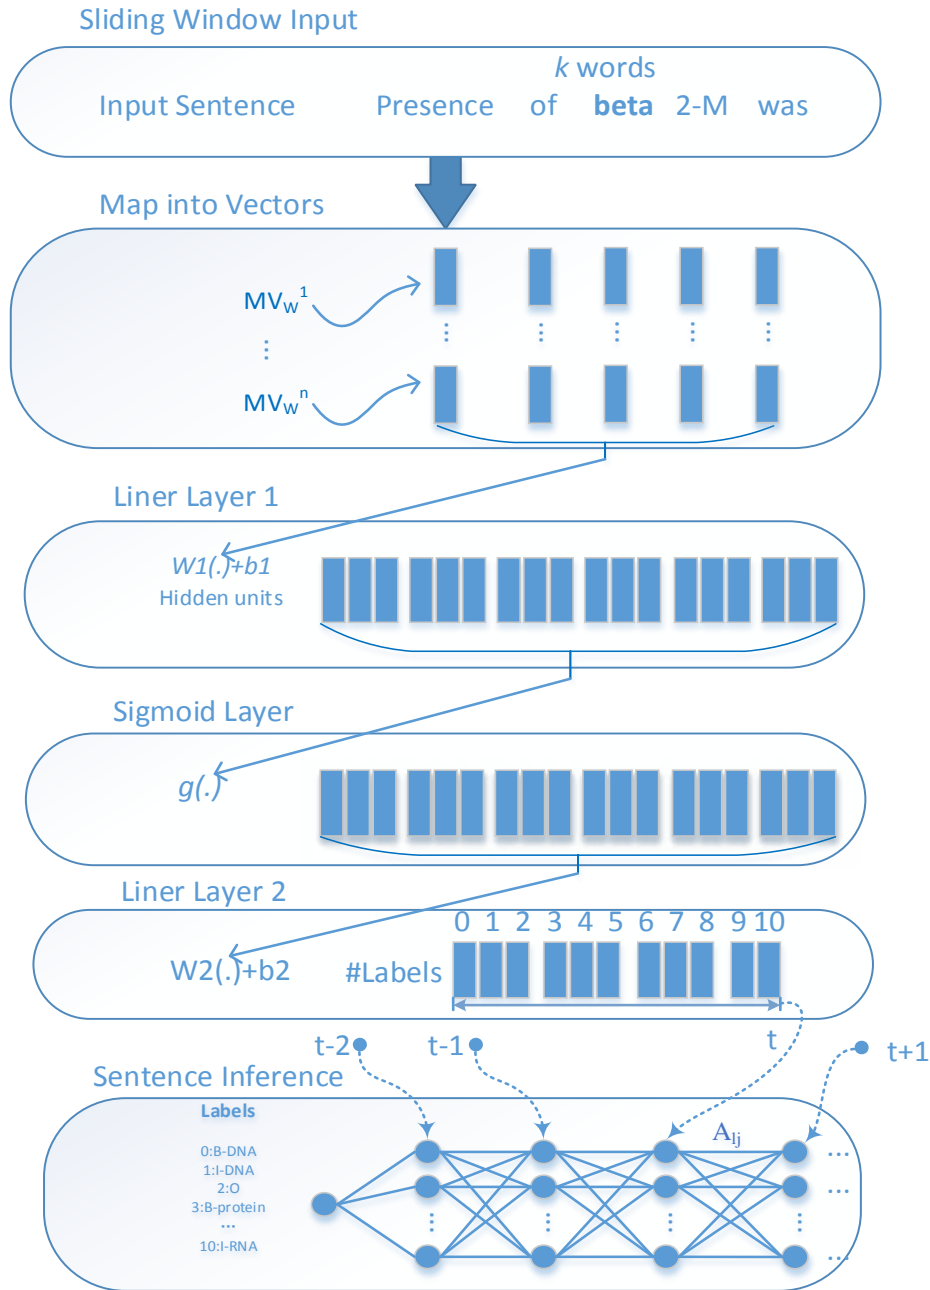 Sliding Window Input
k words
Input Sentence Presence of beta 2-M was
Map into Vectors
MVW1
⋮
MVWn
Liner Layer 1
W1(.)+b1
Hidden units
Sigmoid Layer
g(.)
Liner Layer 2
0 1 2 3 4 5 6 7 8 9 10
W2(.)+b2 #Labels
t-2 t-1 t t+1
Sentence Inference
Labels
Alj
0:B-DNA
1:I-DNA
2:O
3:B-protein
...
10:I-RNA
...
...
...